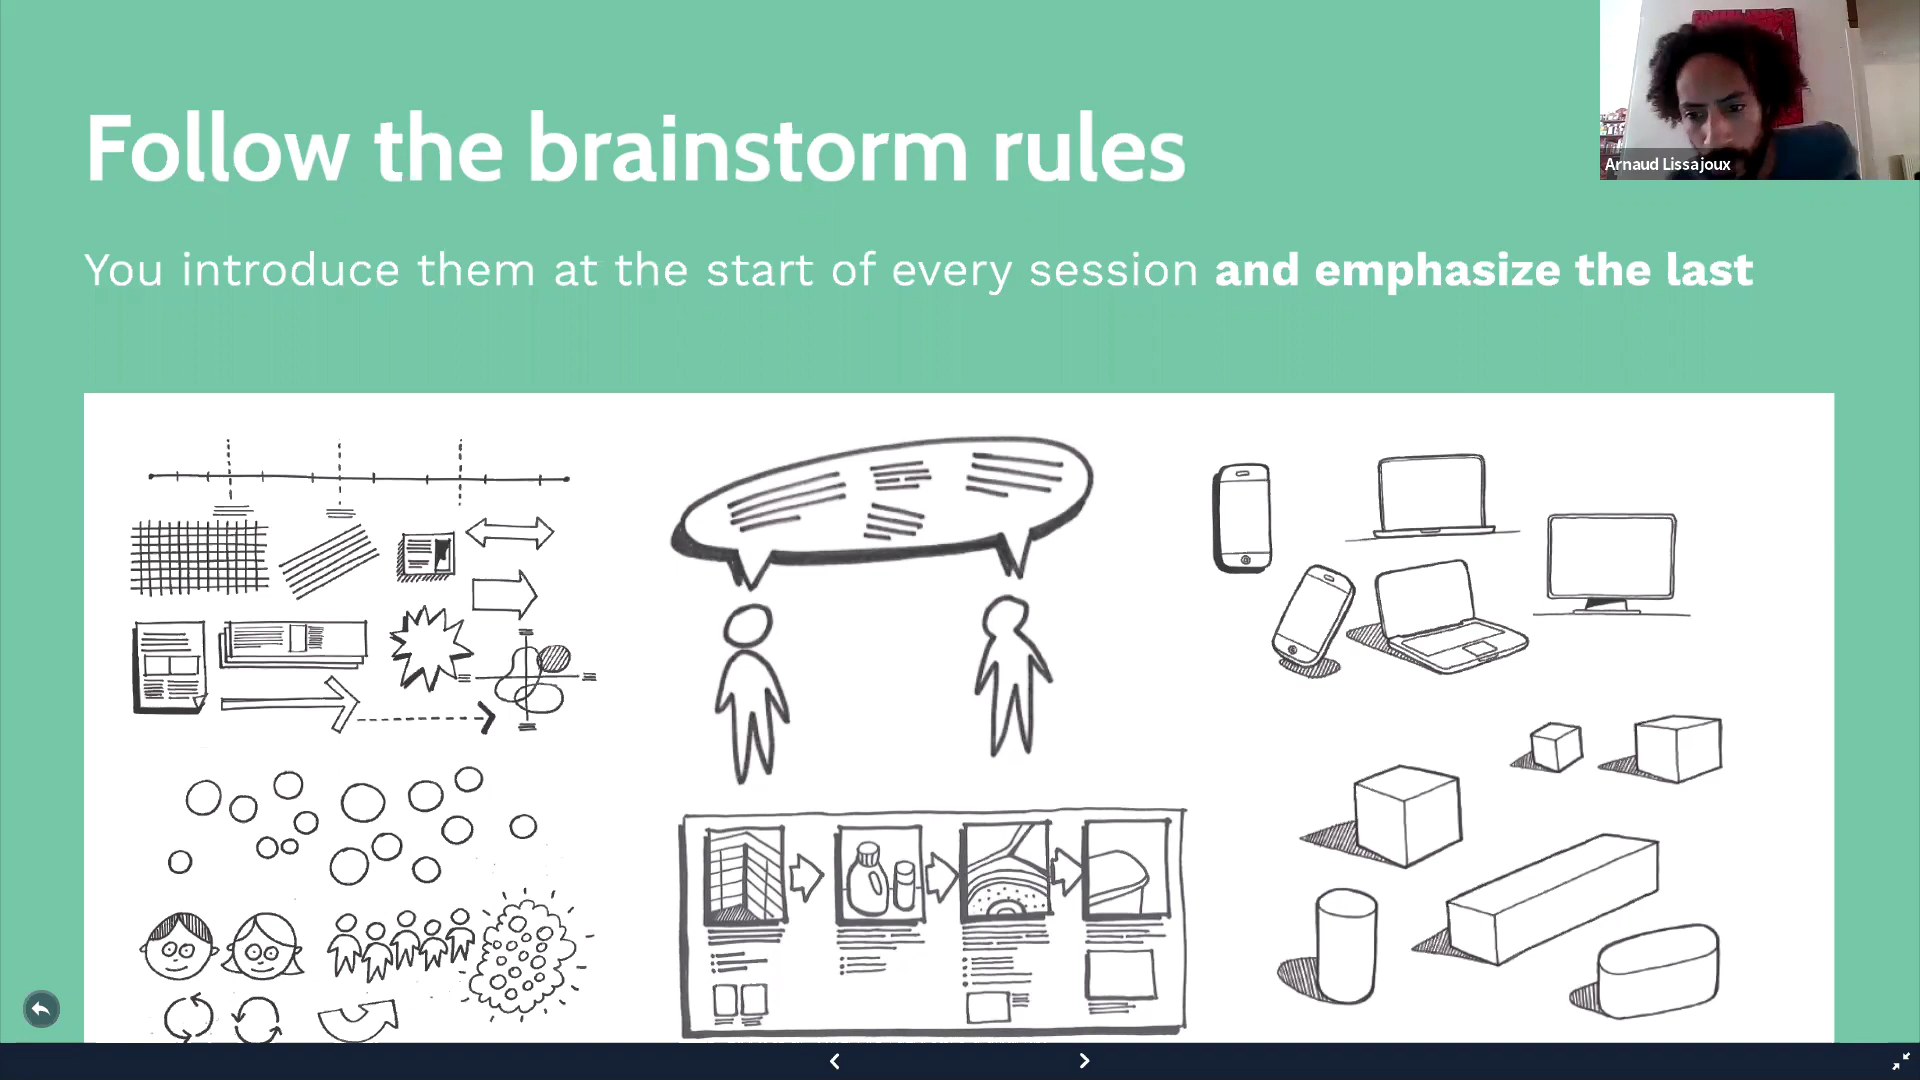 Follow the brainstorm rules
Arnaud Lissajoux
You introduce them at the start of every session and emphasize the last